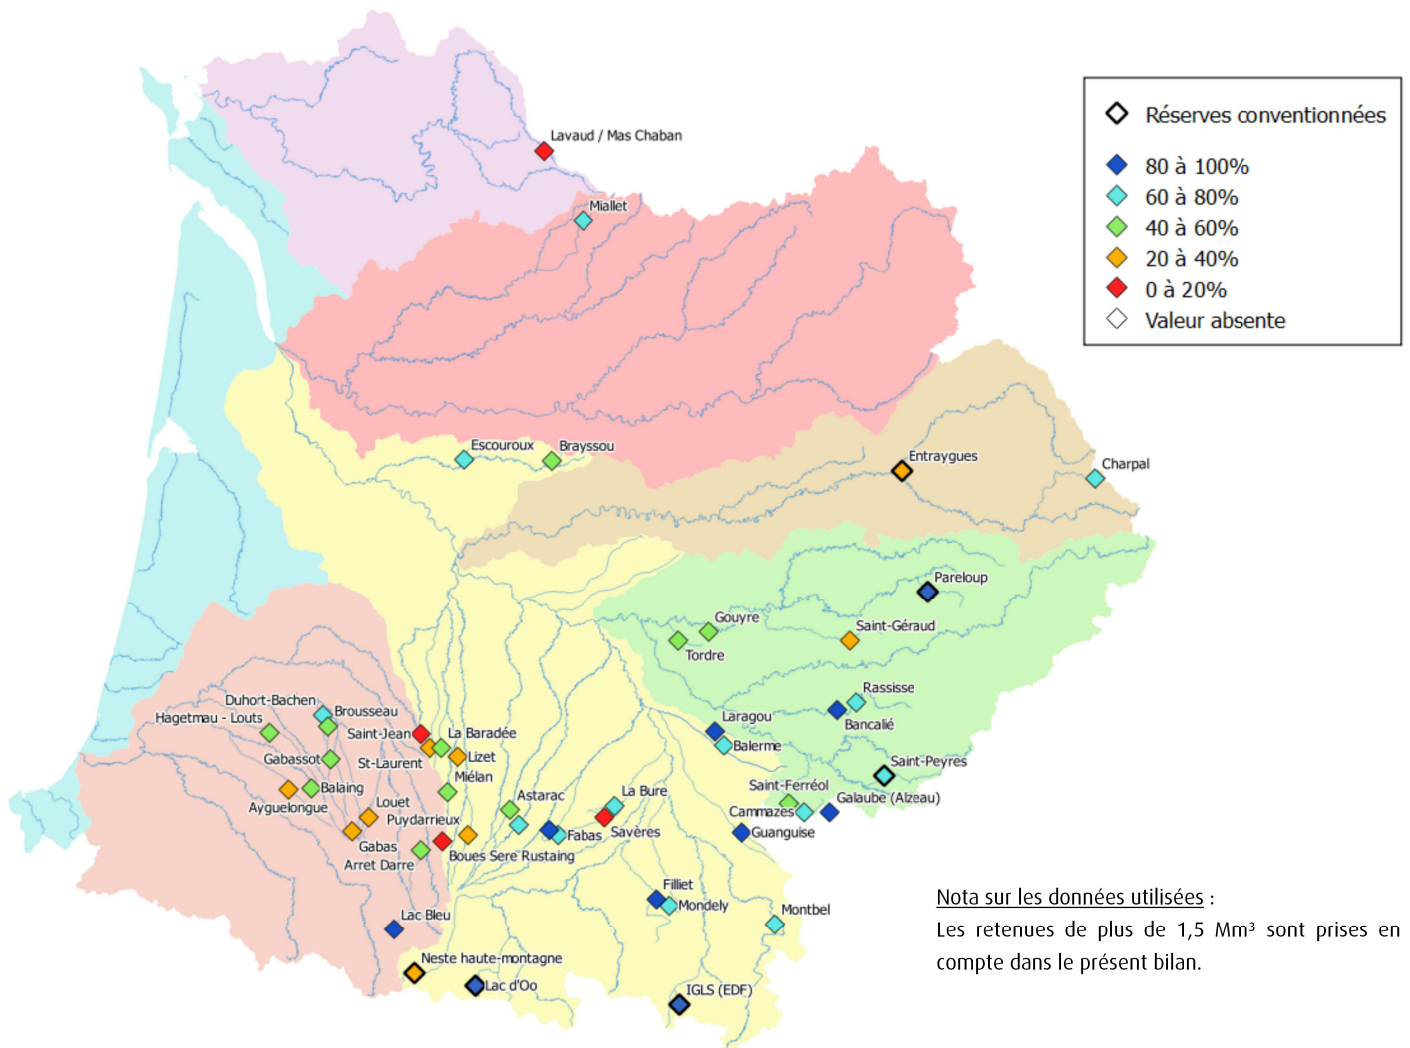 Réserves conventionnées
80 à 100%
60 à 80%
40 à 60%
20 à 40%
0 à 20%
Valeur absente
Lavaud / Mas Chaban
Miallet
Escouroux
Brayssou
Entraygues
Charpal
Pareloup
Gouyre
Saint-Géraud
Tordre
Rassisse
Duhort-Bachen
Brousseau
Hagetmau - Louts
Laragou
Bancalié
Saint-Jean
La Baradée
Balerme
Gabassot
St-Laurent
Lizet
Saint-Peyres
Miélan
Saint-Ferréol
Balaing
Astarac
La Bure
Galaube (Alzeau)
Ayguelongue
Louet
Cammazes
Puydarrieux
Savères
Guanguise
Fabas
Gabas
Boues Sere Rustaing
Arret Darre
Filliet
Mondely
Montbel
Lac Bleu
Neste haute-montagne
Lac d'Oo
IGLS (EDF)
Nota sur les données utilisées :
Les retenues de plus de 1,5 Mm³ sont prises en
compte dans le présent bilan.